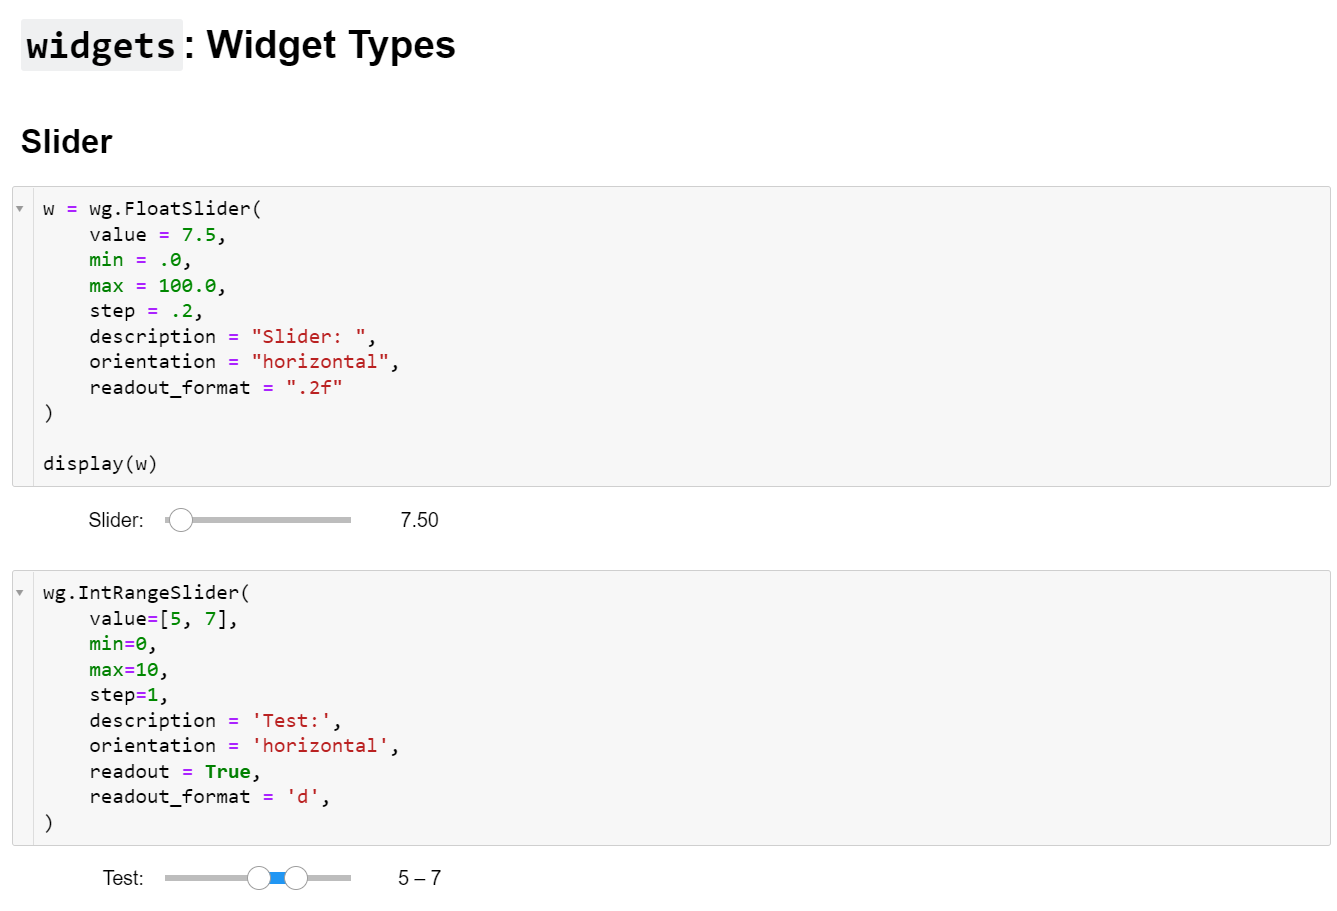 widgets: Widget Types
Slider
w = wg.FloatSlider(
    value = 7.5,
    min = .0,
    max = 100.0,
    step = .2,
    description = "Slider: ",
    orientation = "horizontal",
    readout_format = ".2f"
)
display(w)
Slider: 7.50
wg.IntRangeSlider(
    value=[5, 7],
    min=0,
    max=10,
    step=1,
    description = 'Test:',
    orientation = 'horizontal',
    readout = True,
    readout_format = 'd',
)
Test: 5 – 7